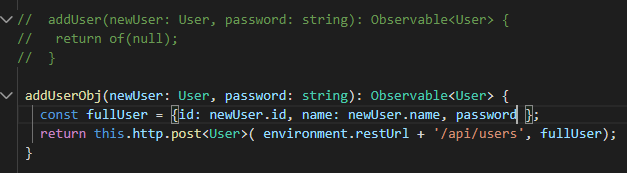 //  addUser(newUser: User, password: string): Observable<User> {
//   return of(null);
//  }
addUserObj(newUser: User, password: string): Observable<User> {
const fullUser = {id: newUser.id, name: newUser.name, password };
return this.http.post<User>( environment.restUrl + '/api/users', fullUser);
}